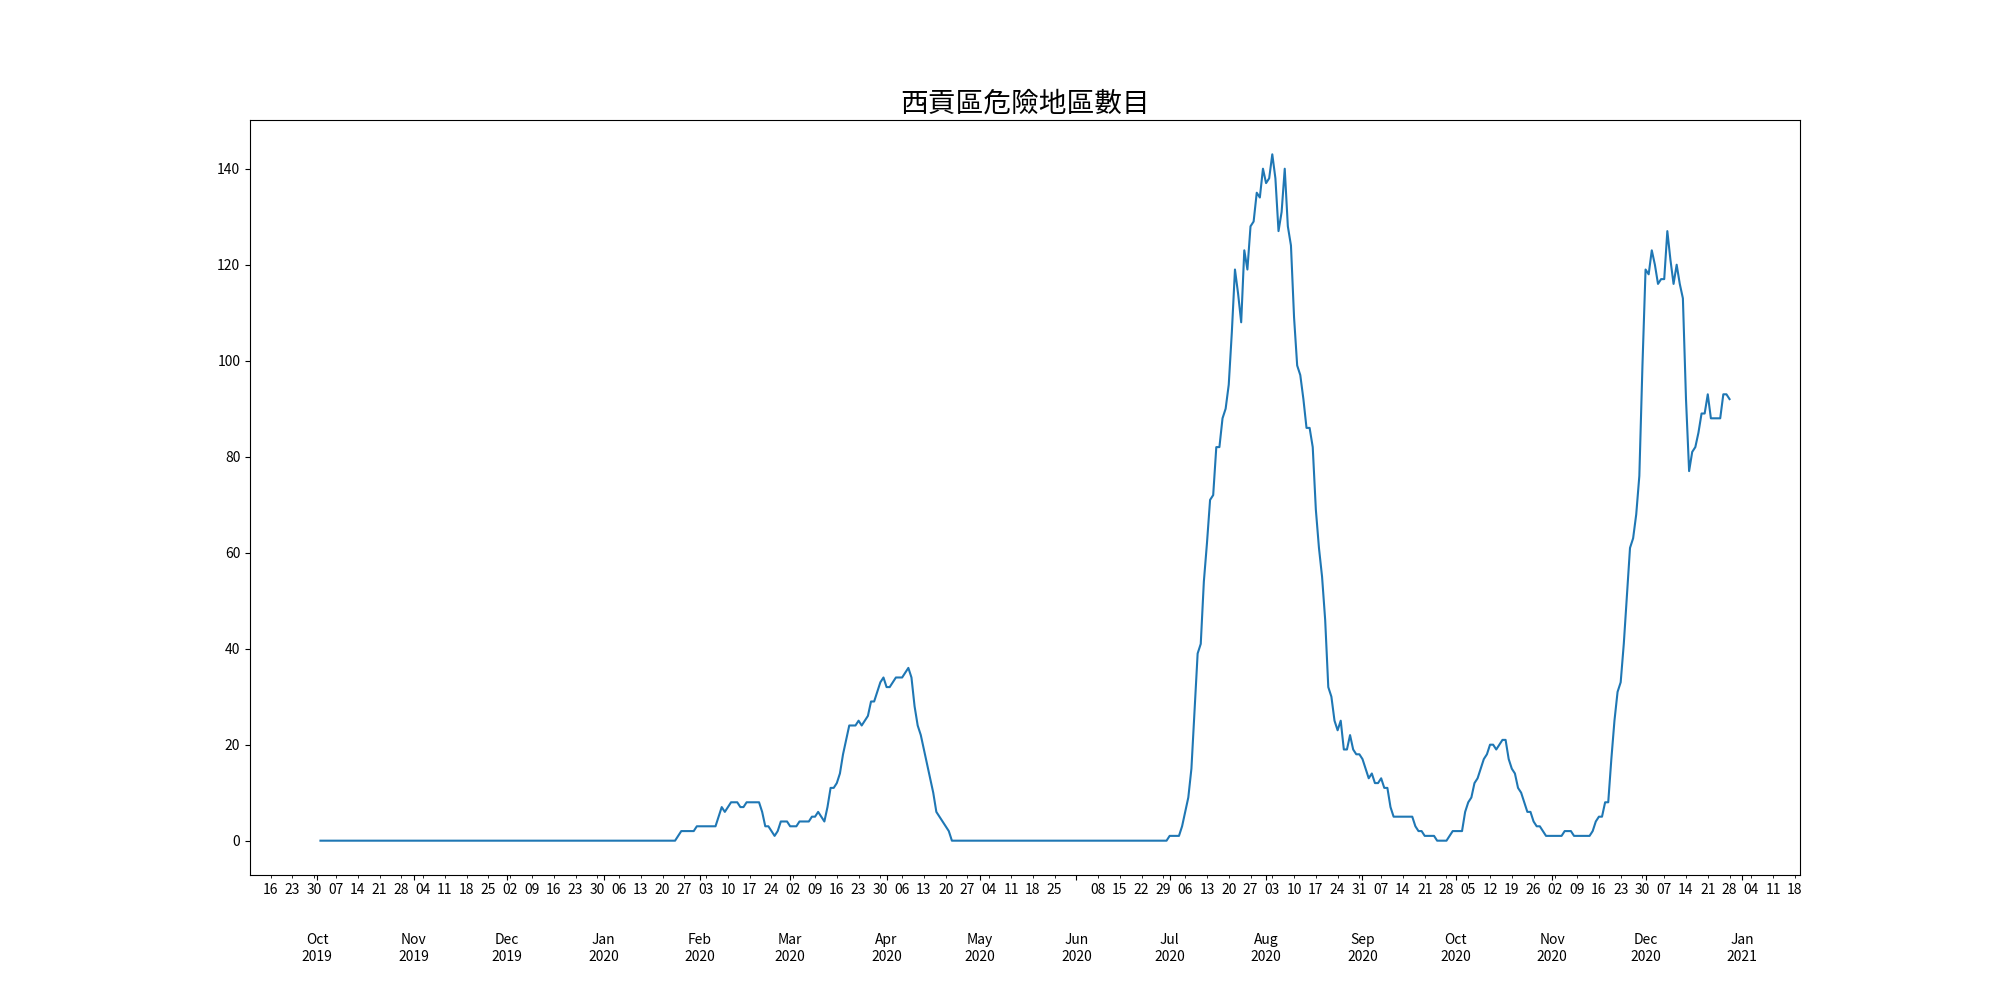 西貢區危險地區數目
140
120
100
80
60
40
20
0
16 23 30 07 14 21 28 04 11 18 25 02 09 16 23 30 06 13 20 27 03 10 17 24 02 09 16 23 30 06 13 20 27 04 11 18 25 08 15 22 29 06 13 20 27 03 10 17 24 31 07 14 21 28 05 12 19 26 02 09 16 23 30 07 14 21 28 04 11 18
Oct Nov Dec Jan Feb Mar Apr May Jun Jul Aug Sep Oct Nov Dec Jan
2019 2019 2019 2020 2020 2020 2020 2020 2020 2020 2020 2020 2020 2020 2020 2021